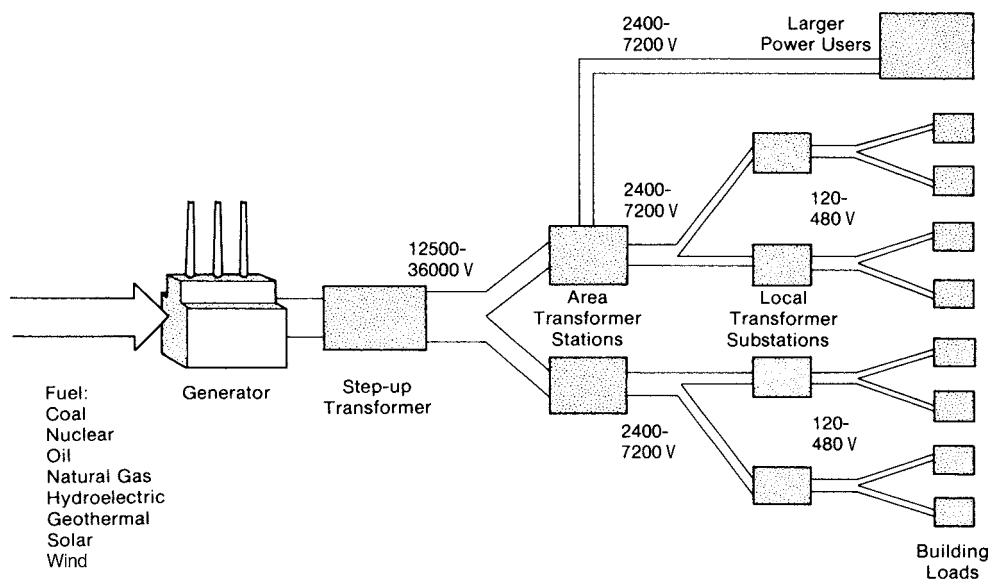 2400-
7200 V
Larger
Power Users
2400-
7200 V
120-
480 V
12500-
36000 V
Area
Transformer
Stations
Local
Transformer
Substations
Generator
Step-up
Transformer
Fuel:
Coal
Nuclear
Oil
Natural Gas
Hydroelectric
Geothermal
Solar
Wind
2400-
7200 V
120-
480 V
Building
Loads